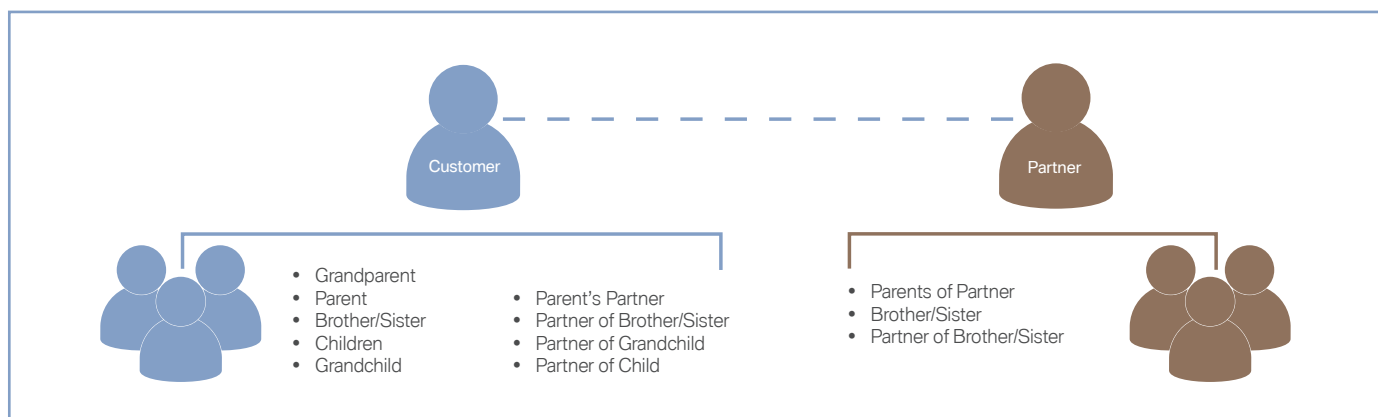 Customer
Partner
• Grandparent
• Parent
• Brother/Sister
• Children
• Grandchild
• Parent’s Partner
• Partner of Brother/Sister
• Partner of Grandchild
• Partner of Child
• Parents of Partner
• Brother/Sister
• Partner of Brother/Sister